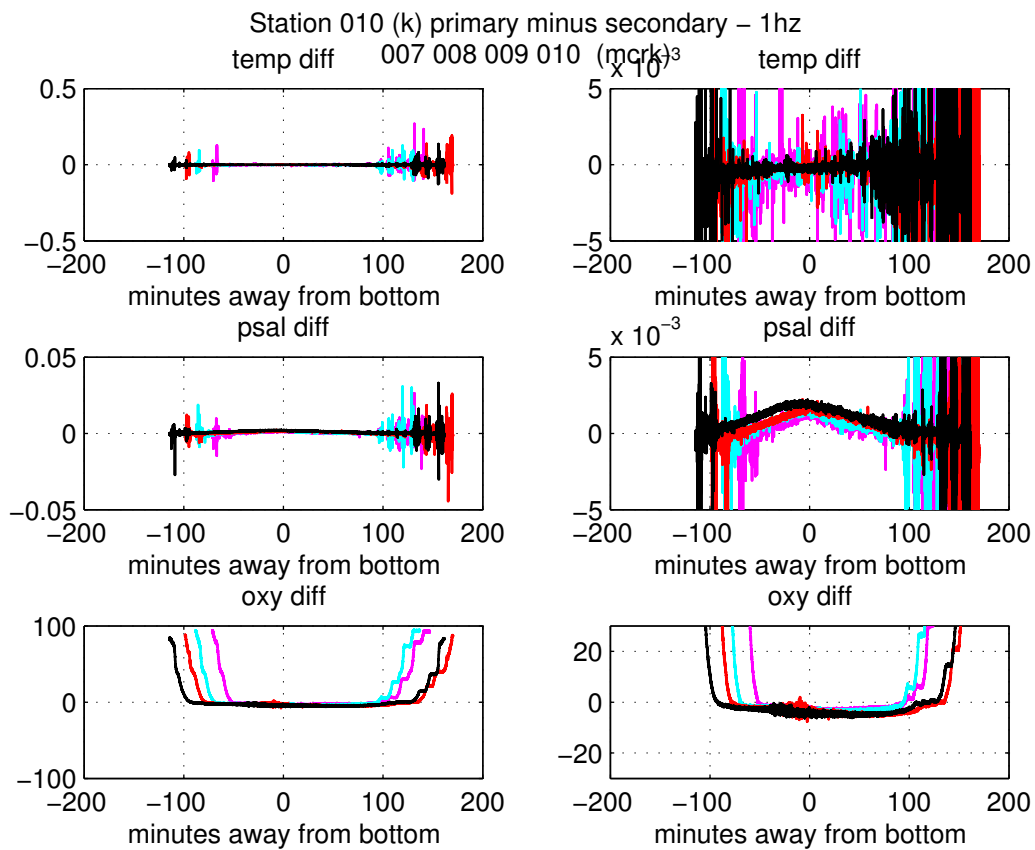 Station 010 (k) primary minus secondary − 1hz
007 008 009 010 (mcrk)
temp diff
0.5
0
−0.5
−200 −100 0 100 200
minutes away from bottom
x 10−3
temp diff
5
0
−5
−200 −100 0 100 200
minutes away from bottom
psal diff
0.05
0
−0.05
−200 −100 0 100 200
minutes away from bottom
x 10−3
psal diff
5
0
−5
−200 −100 0 100 200
minutes away from bottom
oxy diff
100
0
−100
−200 −100 0 100 200
minutes away from bottom
oxy diff
20
0
−20
−200 −100 0 100 200
minutes away from bottom